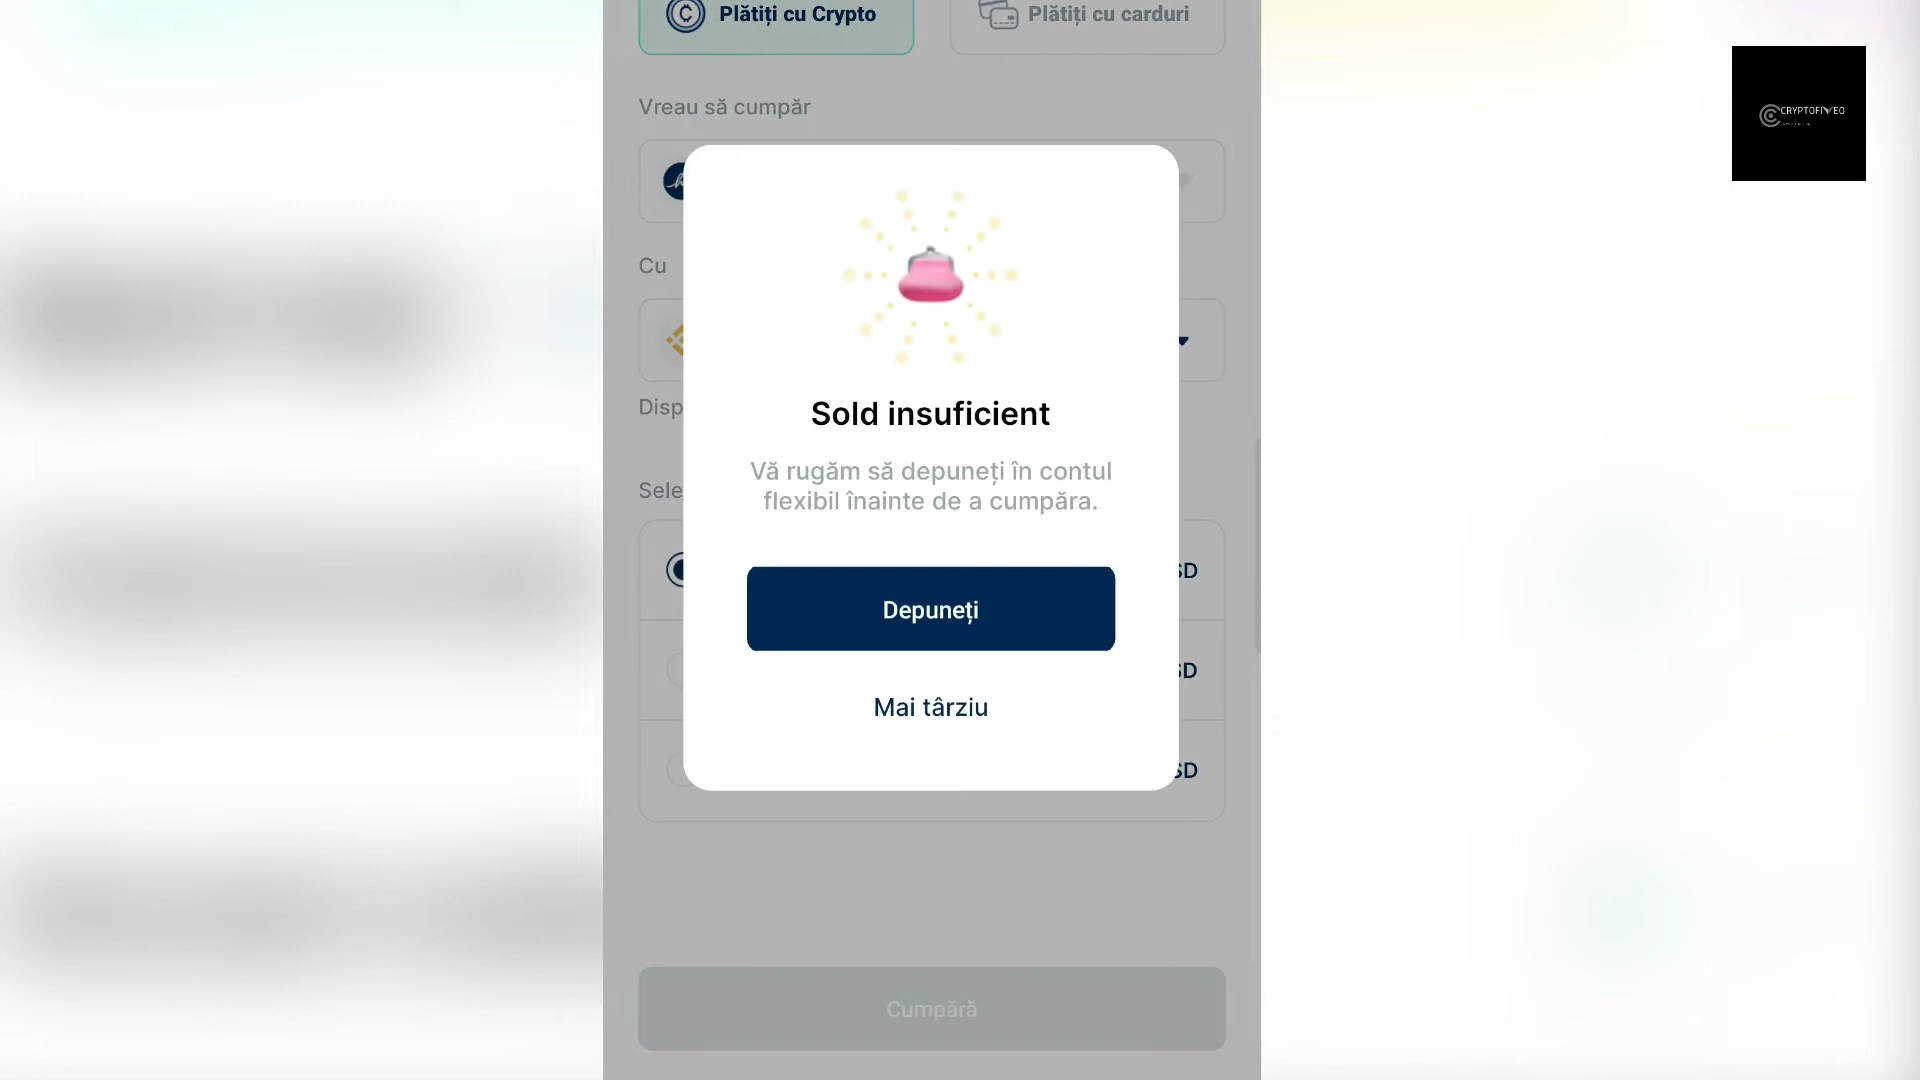 Plătiți cu Crypto
Plătiți cu carduri
CRYPTOFIVEO
Vreau să cumpăr
Cu
Disp
Sele
Sold insuficient
Vă rugăm să depuneți în contul
flexibil înainte de a cumpăra.
SD
Depuneți
SD
Mai târziu
SD
Cumpără